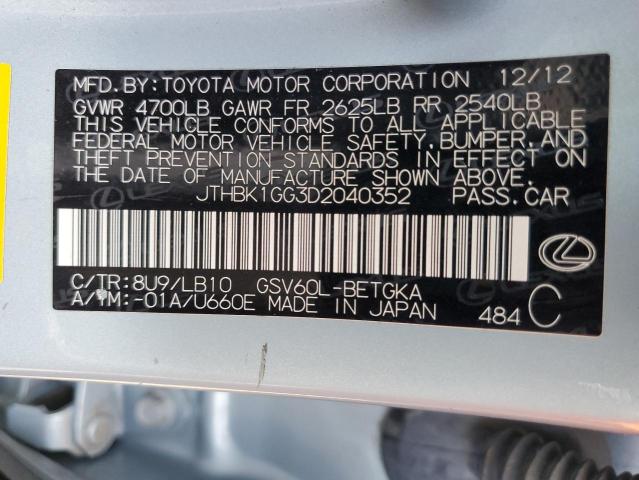 MFD.BY:TOYOTA MOTOR CORPORATION 12/12
GVWR 4700LB GAWR FR 2625LB RR 2540LB
THIS VEHICLE CONFORMS TO ALL APPLICABLE
FEDERAL MOTOR VEHICLE SAFETY,BUMPER,AND
THEFT PREVENTION STANDARDS IN EFFECT ON
THE DATE OF MANUFACTURE SHOWN ABOVE.
JTHBK1GG3D2040352 PASS.CAR
C/TR:8U9/LB10 GSV60L-BETGKA
A/TM:-01A/U660E MADE IN JAPAN
484 C